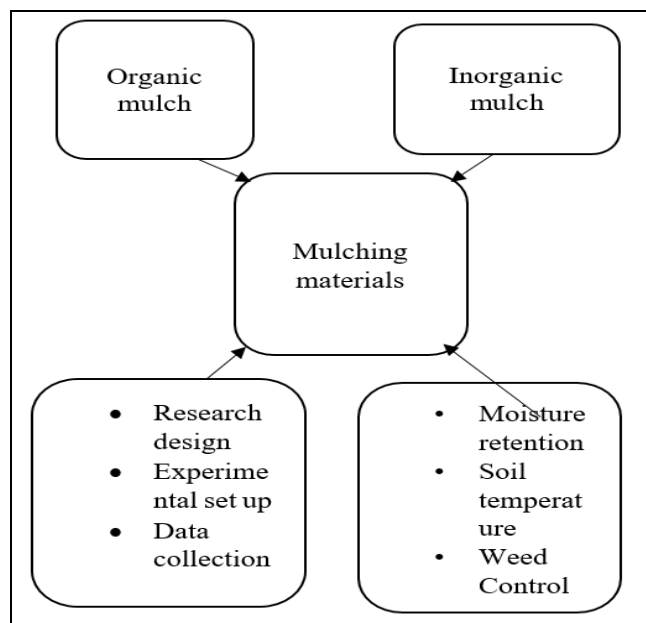 Organic
mulch
Inorganic
mulch
Mulching
materials
● Research
design
● Experime
ntal set up
● Data
collection
• Moisture
retention
• Soil
temperat
ure
• Weed
Control